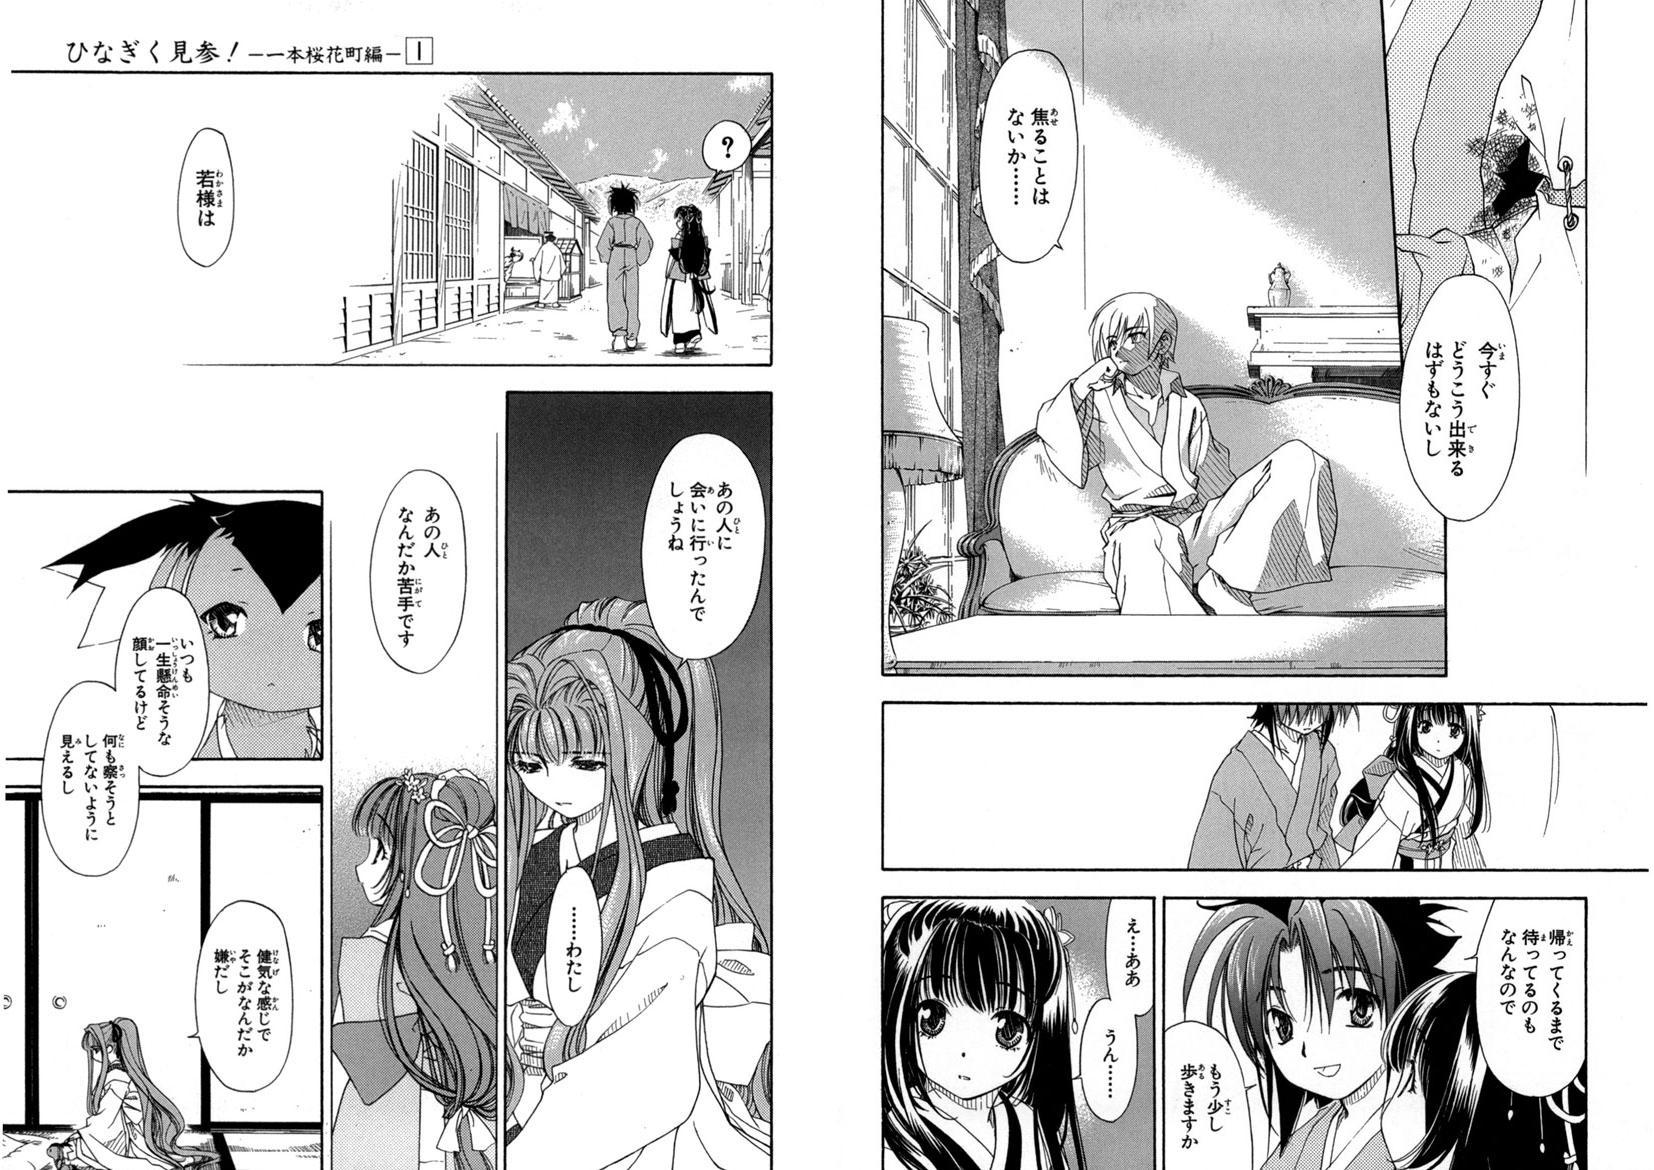 今すぐ
どうこう出来る
はずもないし
焦ることは
ないか……
帰ってくるまで
待ってるのも
なんなので
もう少し
歩きますか
え…ああ
うん……
ひなぎく見参！ ―一本桜花町編― 1
？
若様は
あの人に
会いに行ったんで
しょうね
……わたし
あの人
なんだか苦手です
いつも
一生懸命そうな
顔してるけど
何も察そうと
してないように
見えるし
健気な感じで
そこがなんだか
嫌だし